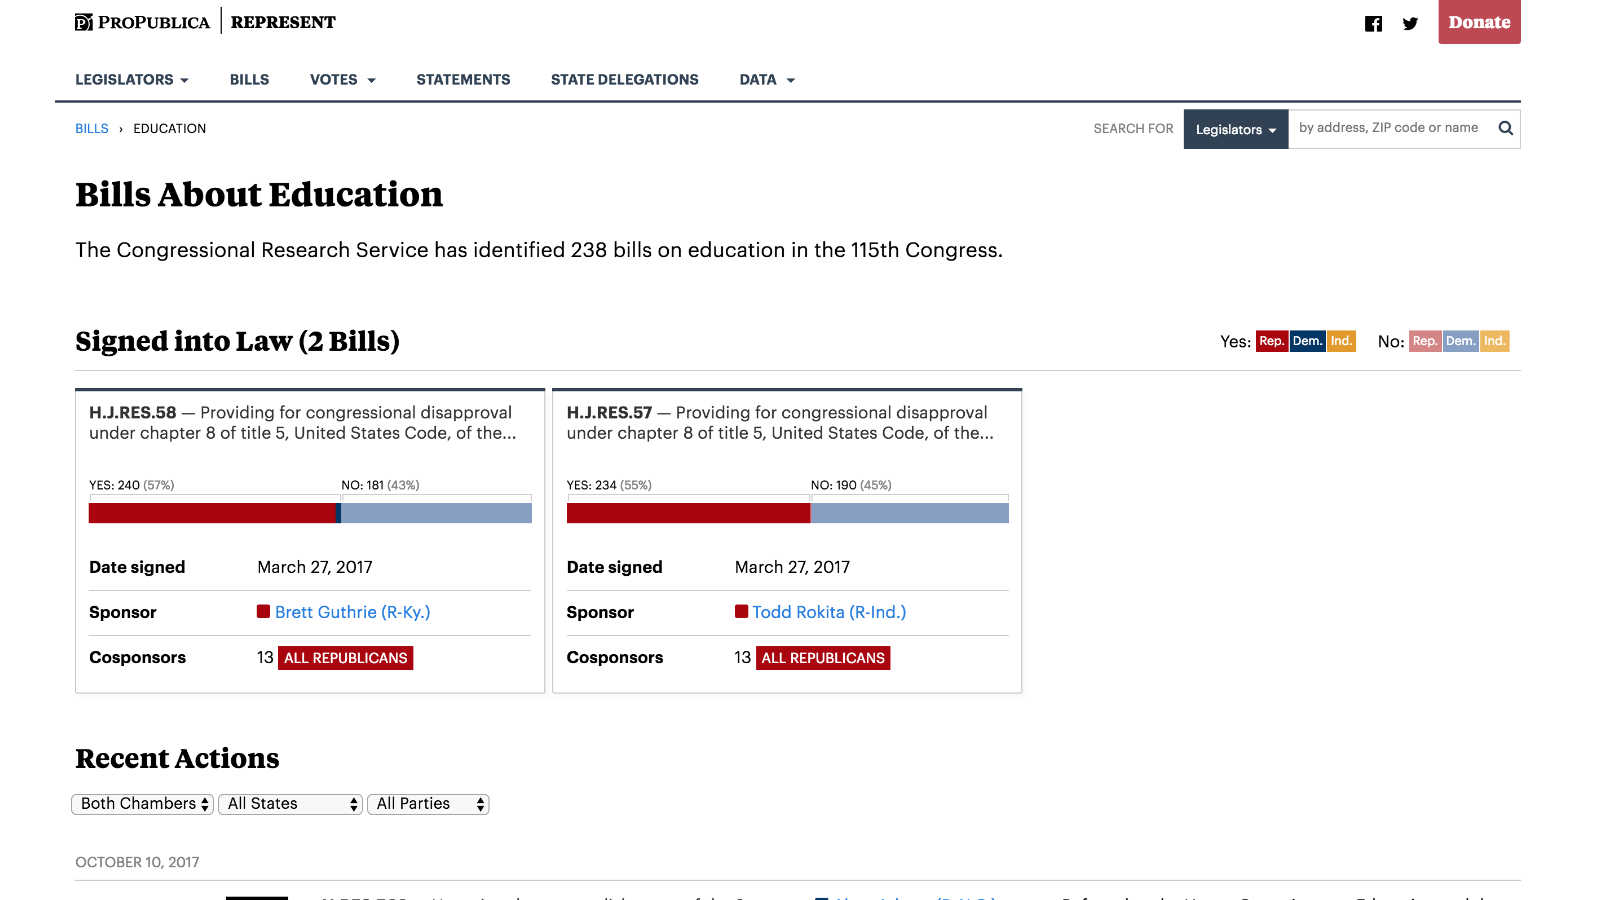 PROPUBLICA REPRESENT
Donate
LEGISLATORS BILLS VOTES STATEMENTS STATE DELEGATIONS DATA
BILLS › EDUCATION
SEARCH FOR Legislators by address, ZIP code or name
Bills About Education
The Congressional Research Service has identified 238 bills on education in the 115th Congress.
Signed into Law (2 Bills)
Yes: Rep. Dem. Ind. No: Rep. Dem. Ind.
H.J.RES.58 — Providing for congressional disapproval
under chapter 8 of title 5, United States Code, of the...
YES: 240 (57%) NO: 181 (43%)
Date signed March 27, 2017
Sponsor Brett Guthrie (R-Ky.)
Cosponsors 13 ALL REPUBLICANS
H.J.RES.57 — Providing for congressional disapproval
under chapter 8 of title 5, United States Code, of the...
YES: 234 (55%) NO: 190 (45%)
Date signed March 27, 2017
Sponsor Todd Rokita (R-Ind.)
Cosponsors 13 ALL REPUBLICANS
Recent Actions
Both Chambers All States All Parties
OCTOBER 10, 2017